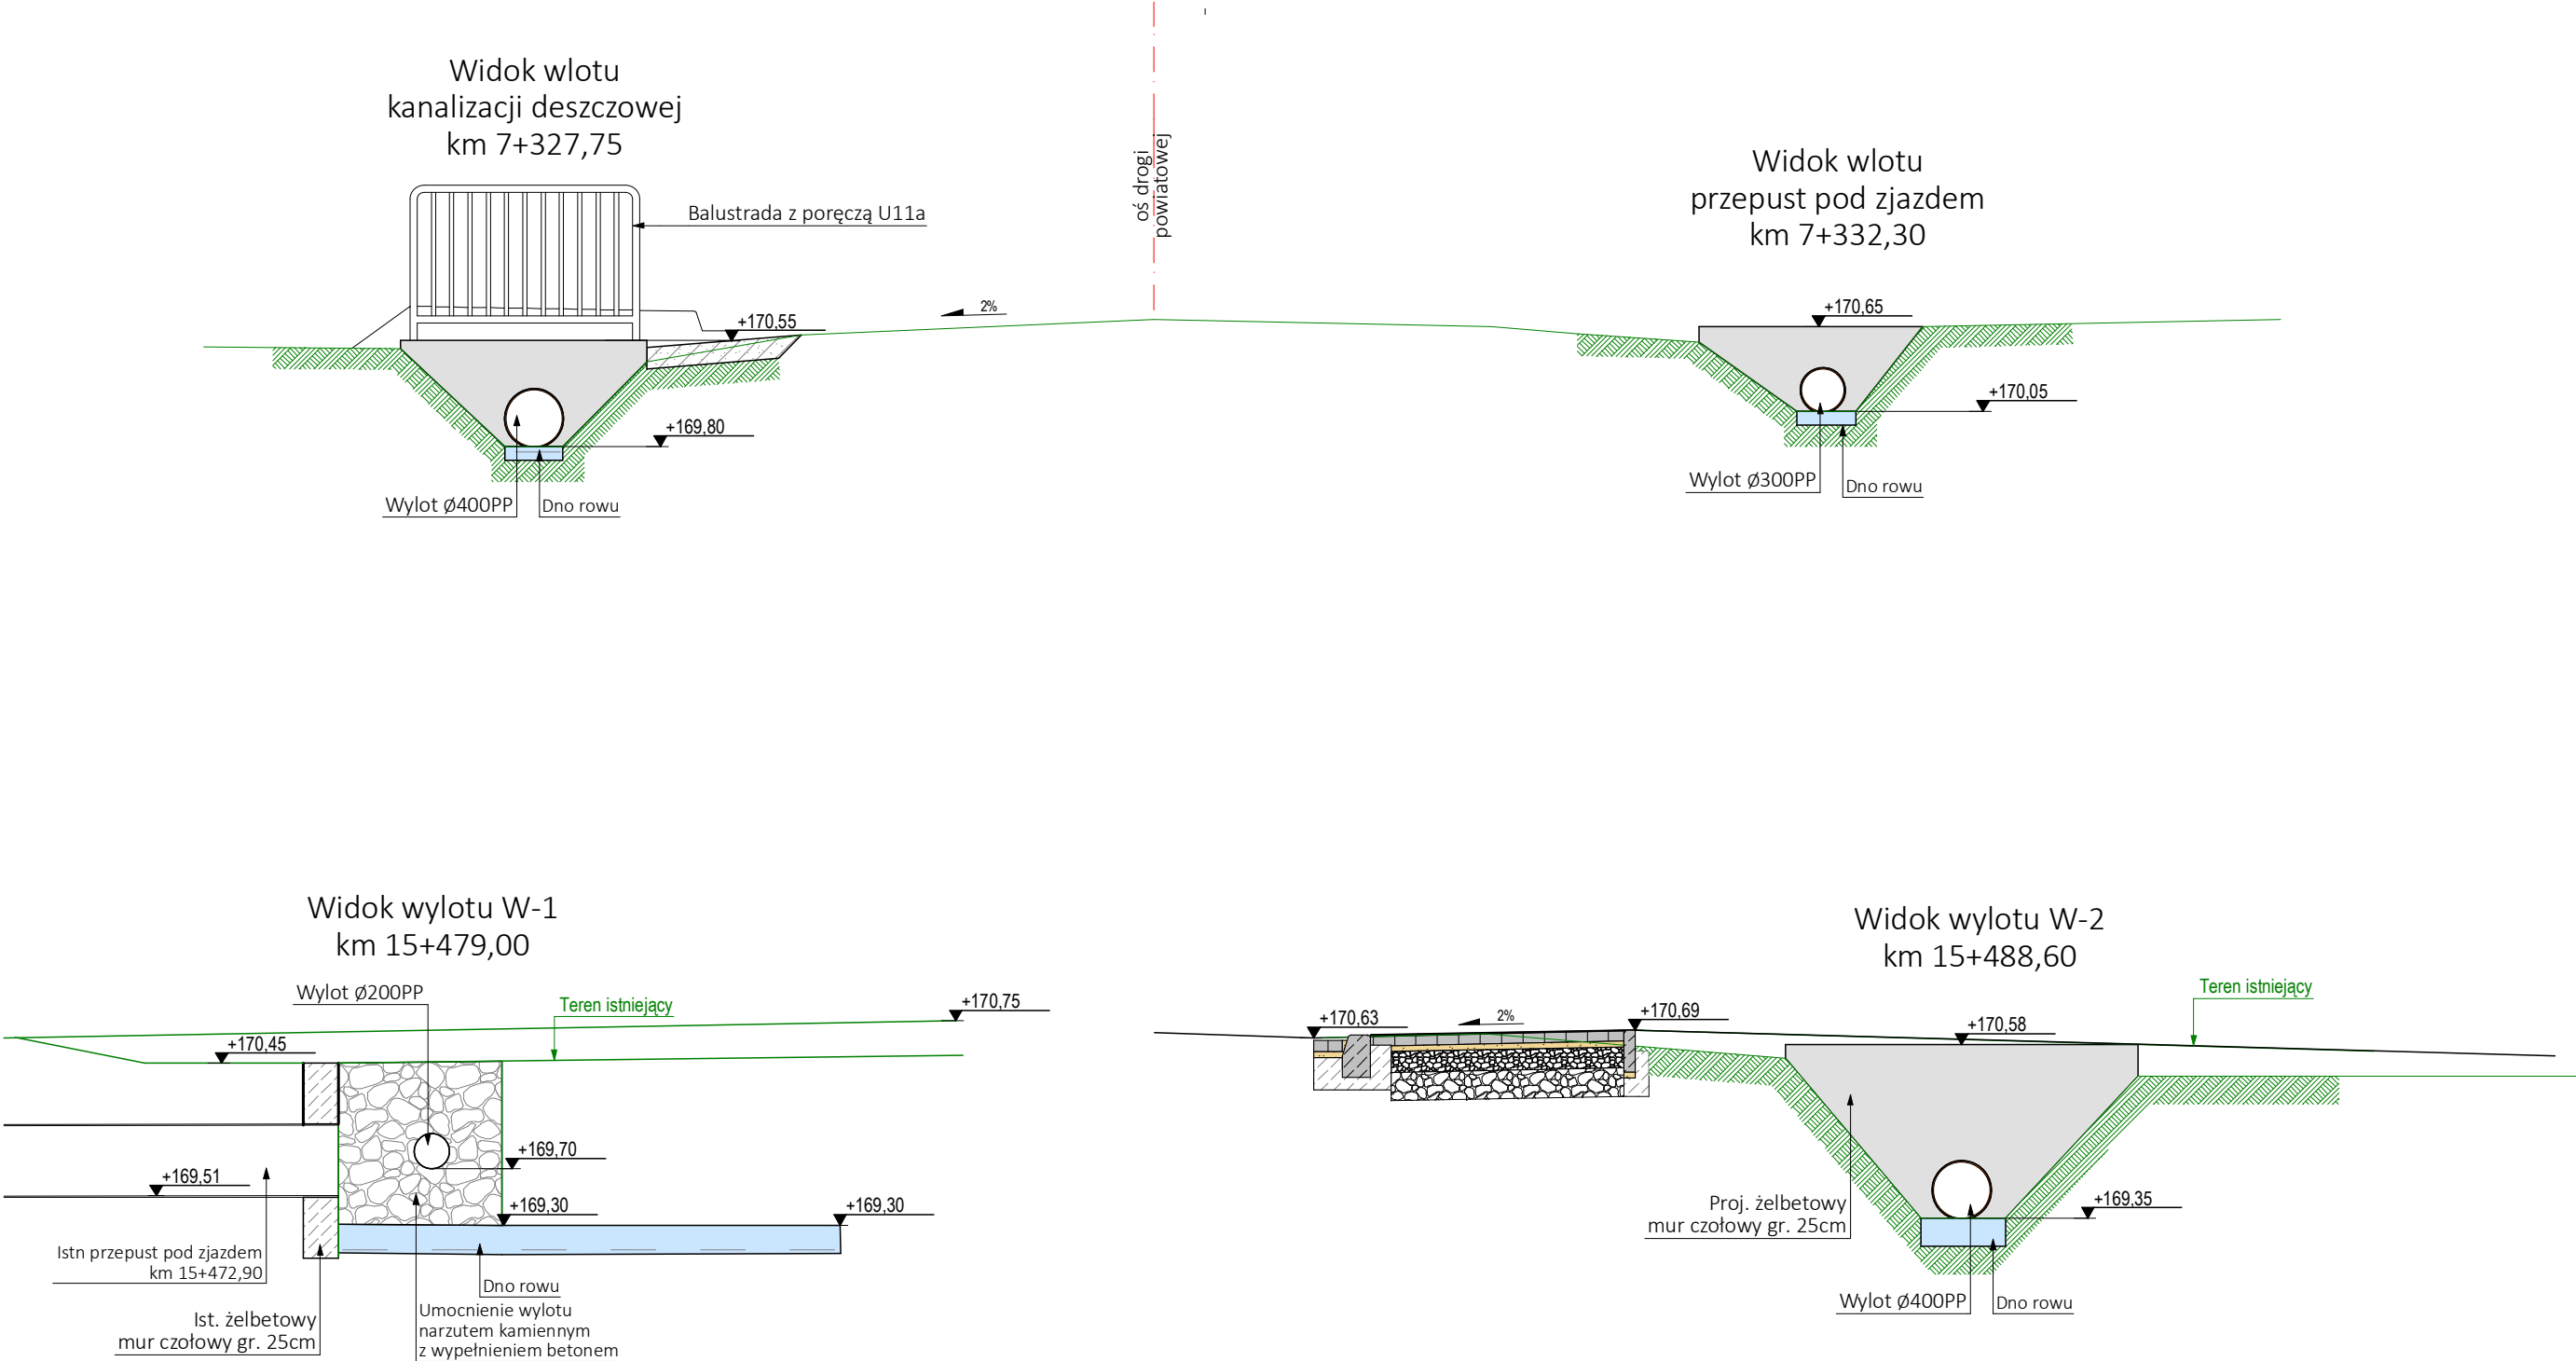 Widok wlotu
kanalizacji deszczowej
km 7+327,75
Balustrada z poręczą U11a
+170,55
2%
+169,80
Wylot Ø400PP
Dno rowu
oś drogi
powiatowej
Widok wlotu
przepust pod zjazdem
km 7+332,30
+170,65
+170,05
Wylot Ø300PP
Dno rowu
Widok wylotu W-1
km 15+479,00
Wylot Ø200PP
Teren istniejący
+170,75
+170,45
+169,70
+169,51
+169,30
+169,30
Istn przepust pod zjazdem
km 15+472,90
Dno rowu
Ist. żelbetowy
mur czołowy gr. 25cm
Umocnienie wylotu
narzutem kamiennym
z wypełnieniem betonem
Widok wylotu W-2
km 15+488,60
Teren istniejący
+170,63
2%
+170,69
+170,58
Proj. żelbetowy
mur czołowy gr. 25cm
+169,35
Wylot Ø400PP
Dno rowu